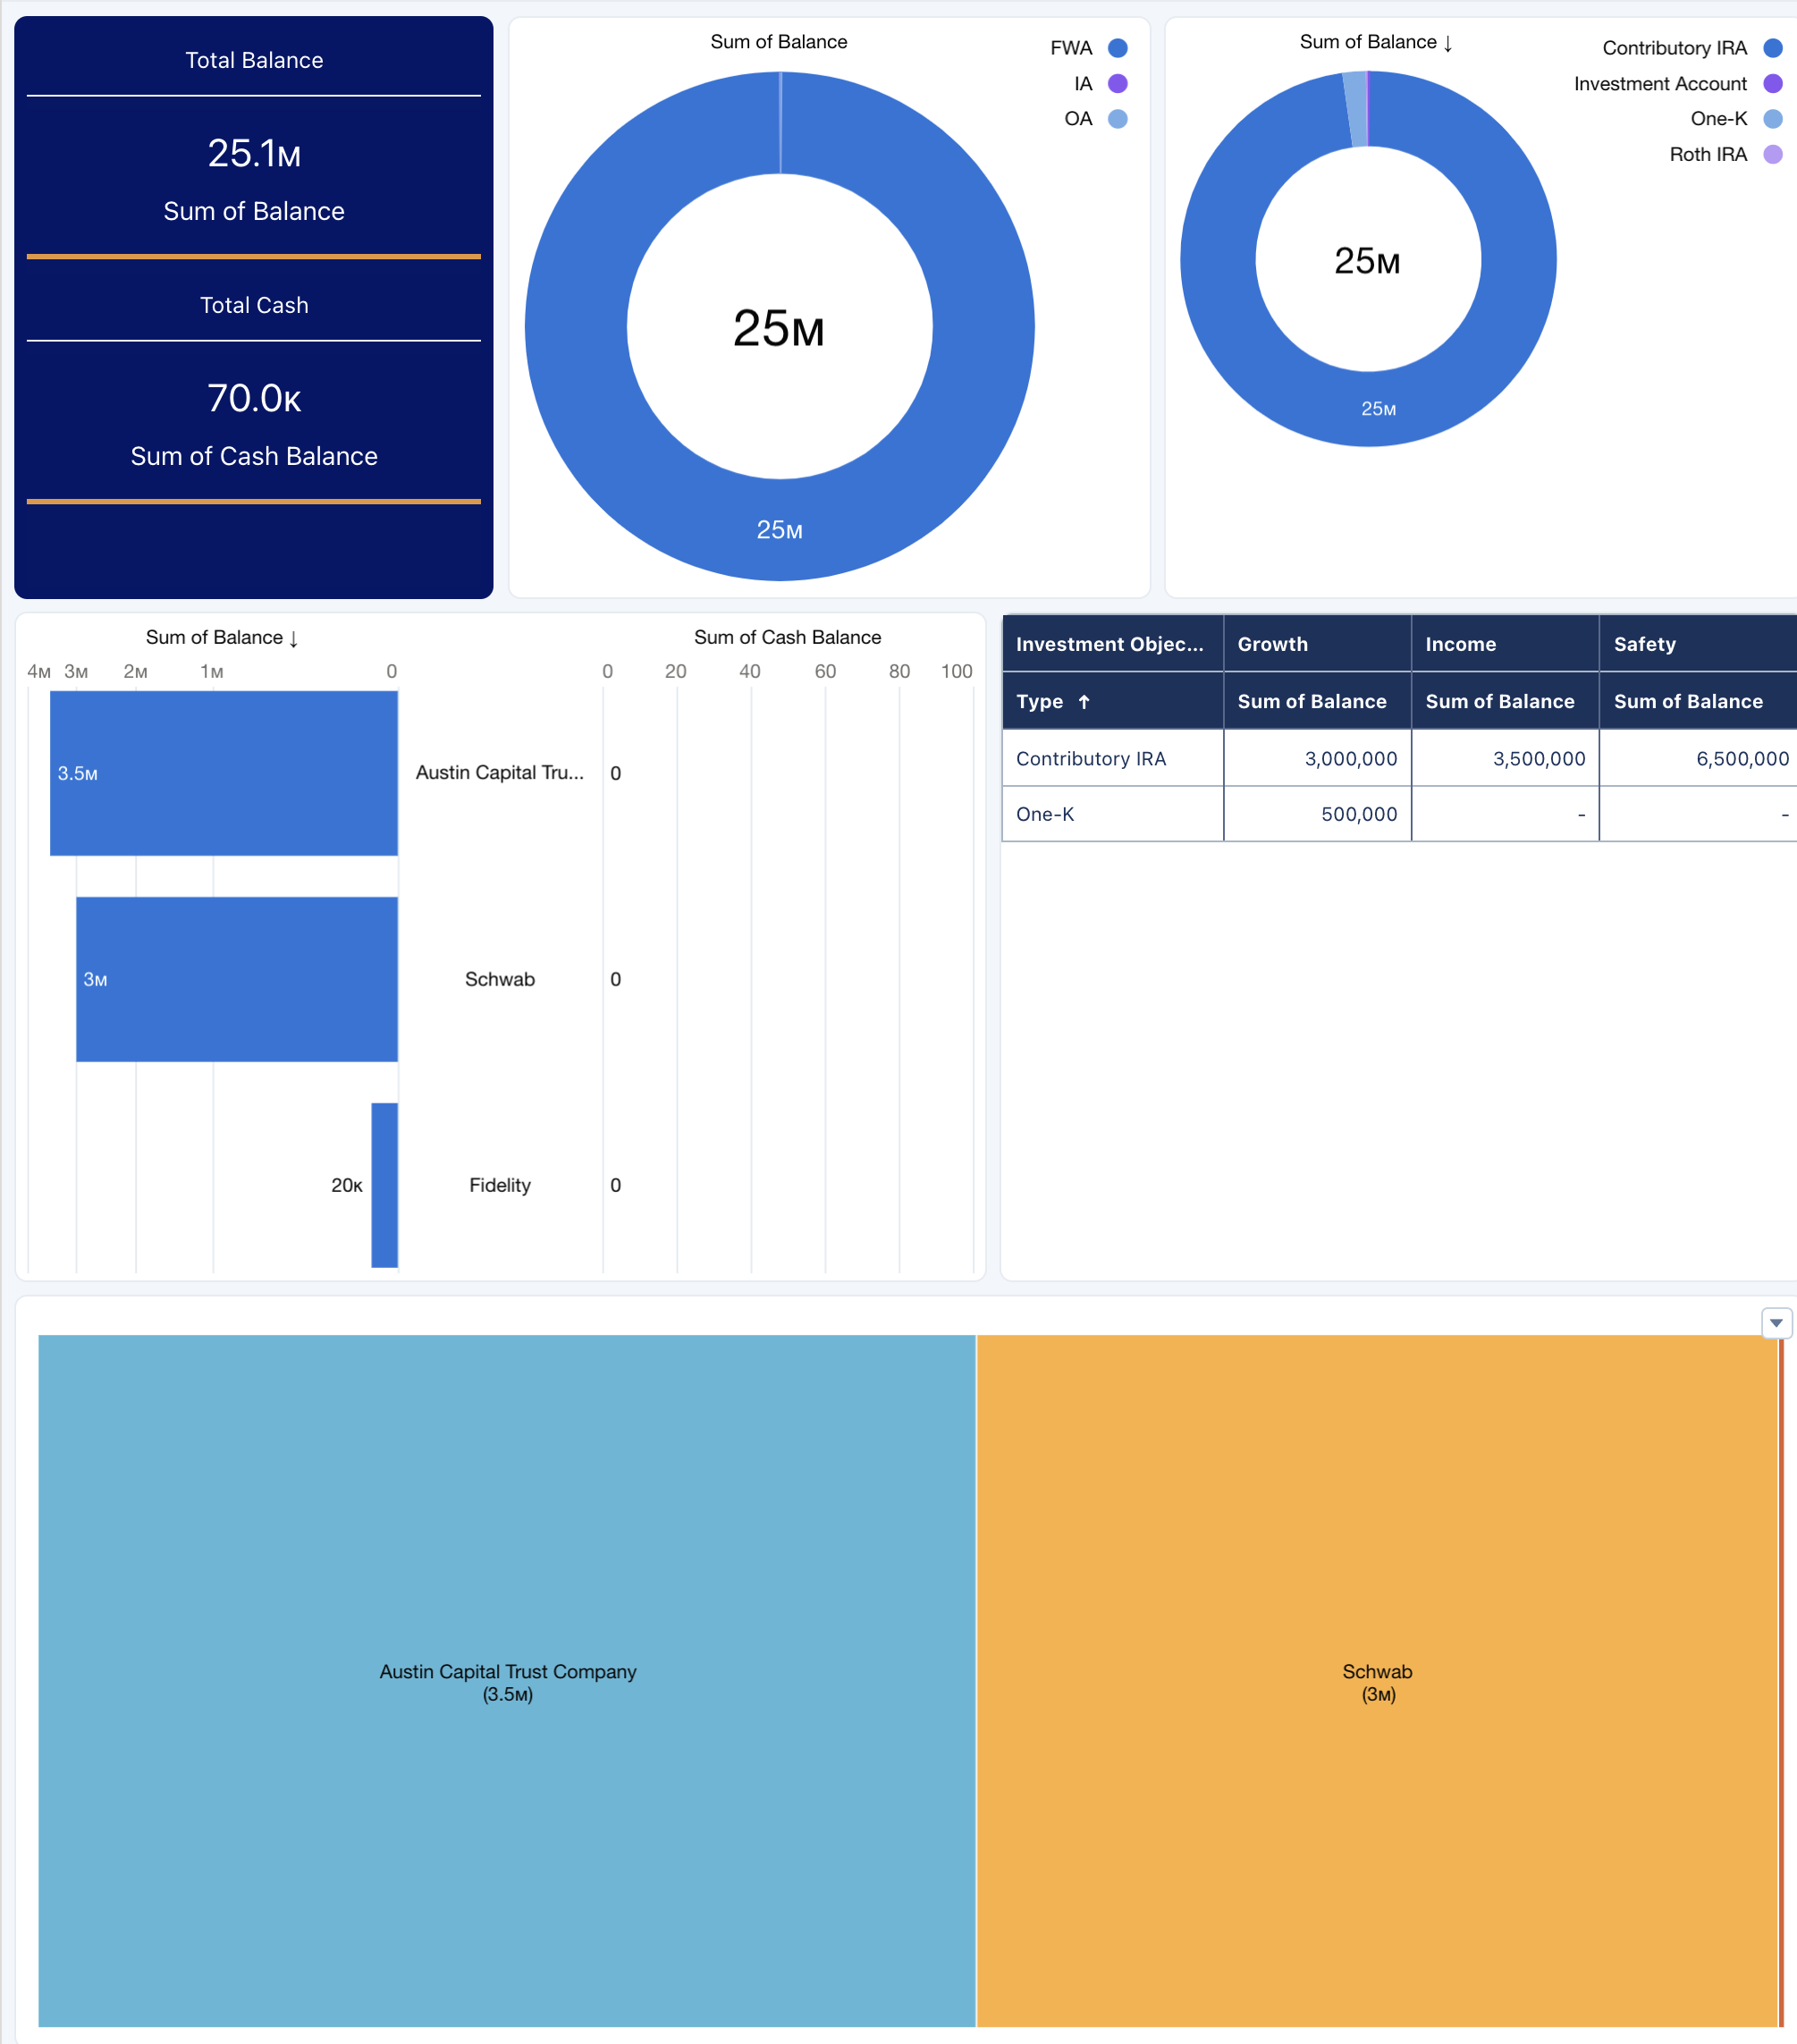 Total Balance
25.1M
Sum of Balance
Total Cash
70.0K
Sum of Cash Balance
Sum of Balance
FWA
IA
OA
25M
25M
Sum of Balance ↓
Contributory IRA
Investment Account
One-K
Roth IRA
25M
25M
Sum of Balance ↓ Sum of Cash Balance
4M 3M 2M 1M 0 0 20 40 60 80 100
3.5M Austin Capital Tru... 0
3M Schwab 0
20K Fidelity 0
Investment Objec... Growth Income Safety
Type ↑ Sum of Balance Sum of Balance Sum of Balance
Contributory IRA 3,000,000 3,500,000 6,500,000
One-K 500,000 - -
Austin Capital Trust Company
(3.5M)
Schwab
(3M)